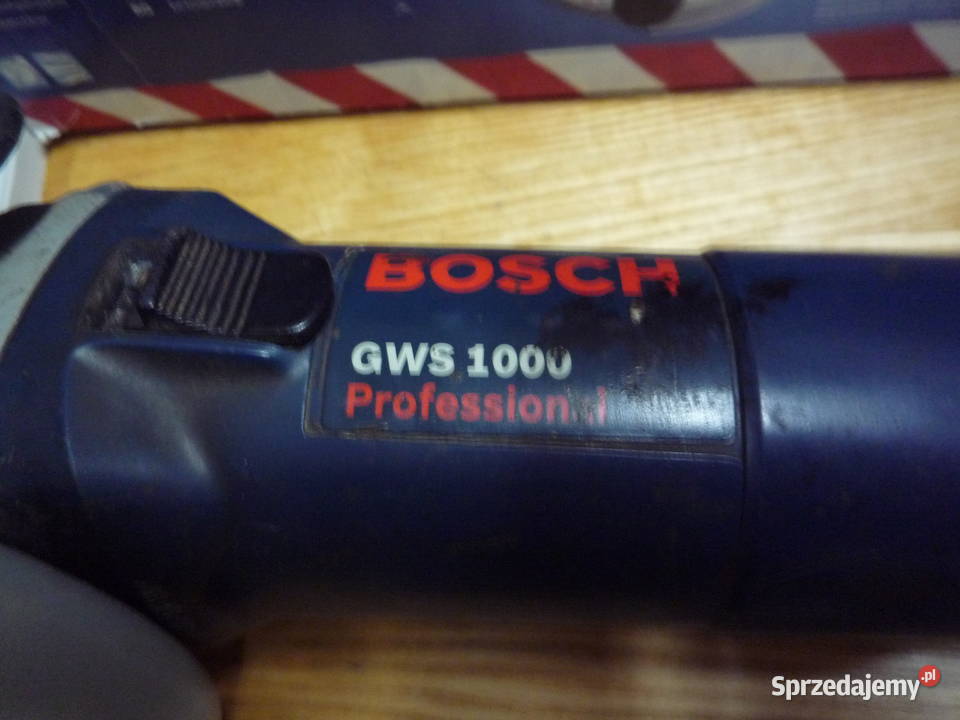 BOSCH
GWS 1000
Professional
Sprzedajemy.pl